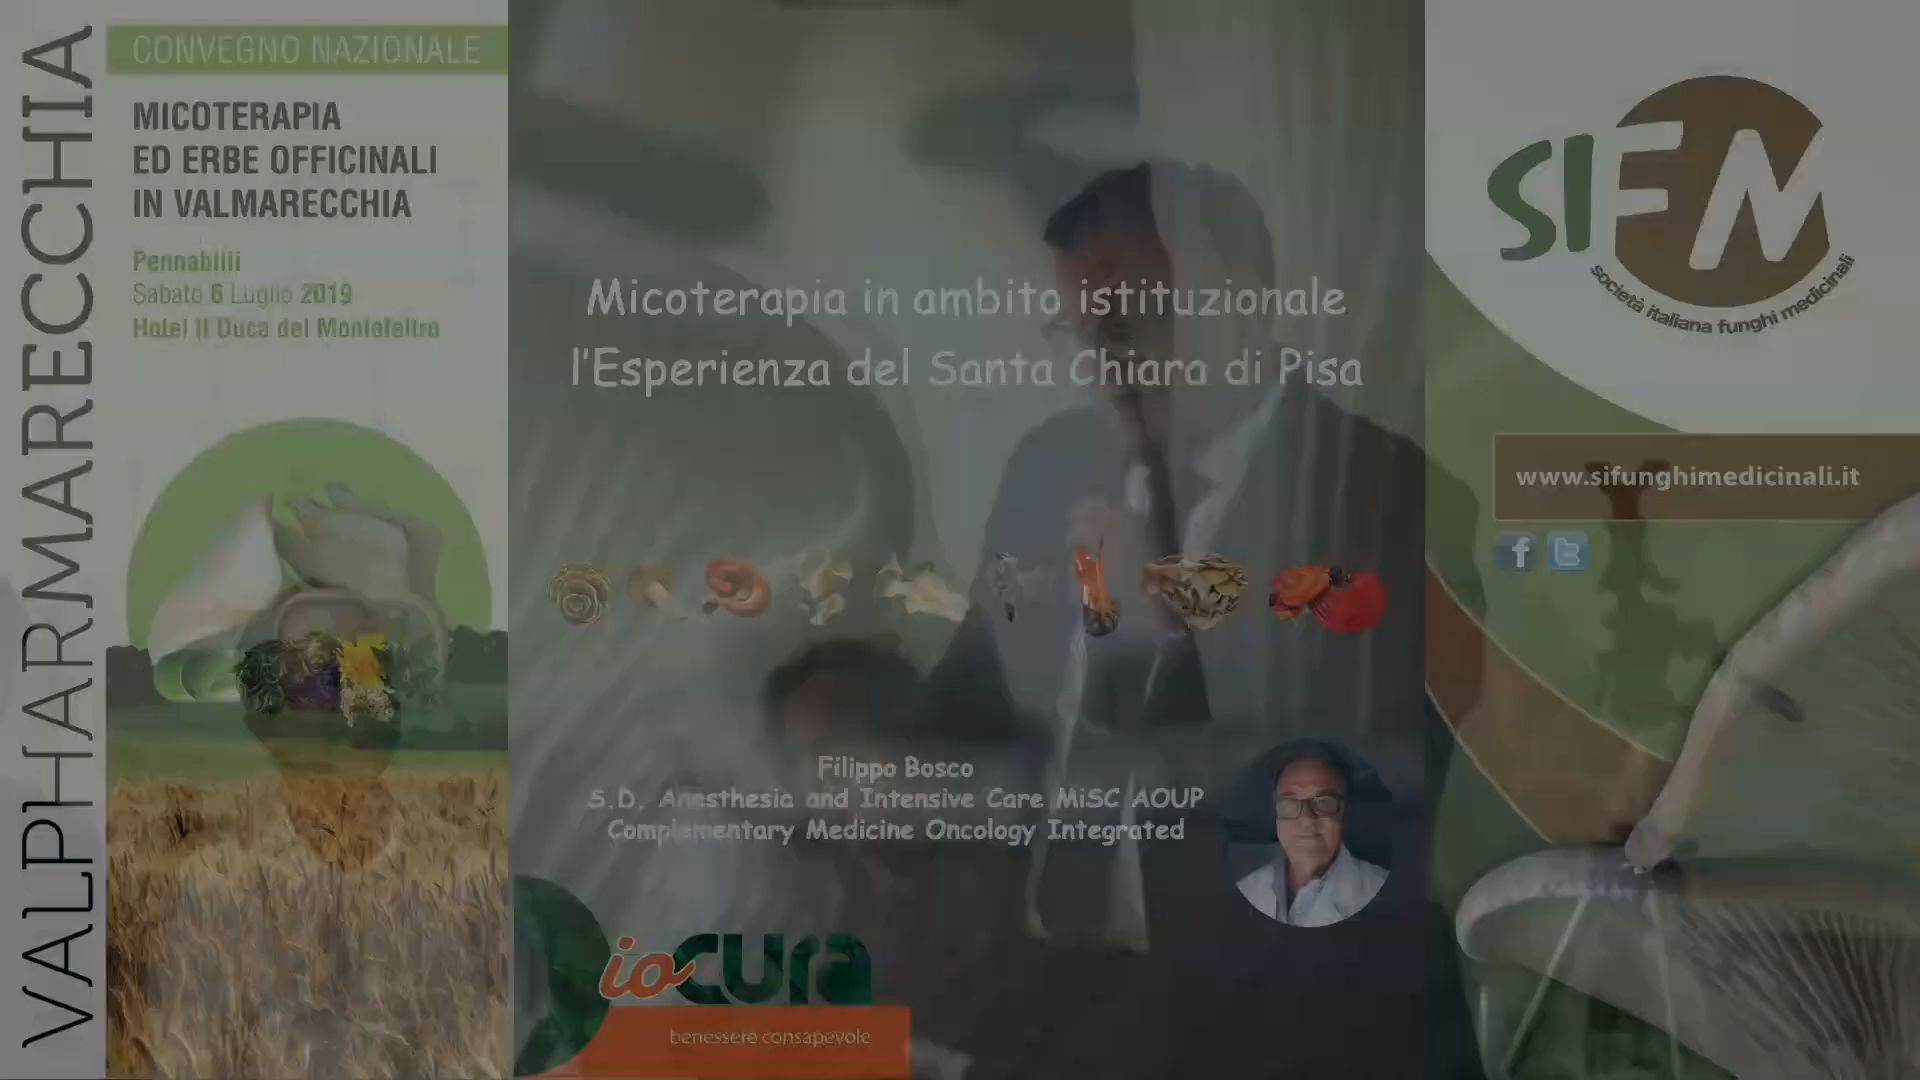 VALPHARMARECCHIA
CONVEGNO NAZIONALE
MICOTERAPIA
ED ERBE OFFICINALI
IN VALMARECCHIA
Pennabilli
Sabato 6 Luglio 2019
Hotel Il Duca del Montefeltro
Micoterapia in ambito istituzionale
l'Esperienza del Santa Chiara di Pisa
Filippo Bosco
S.D. Anesthesia and Intensive Care MiSC AOUP
Complementary Medicine Oncology Integrated
iocura
benessere consapevole
SIFM
società italiana funghi medicinali
www.sifunghimedicinali.it